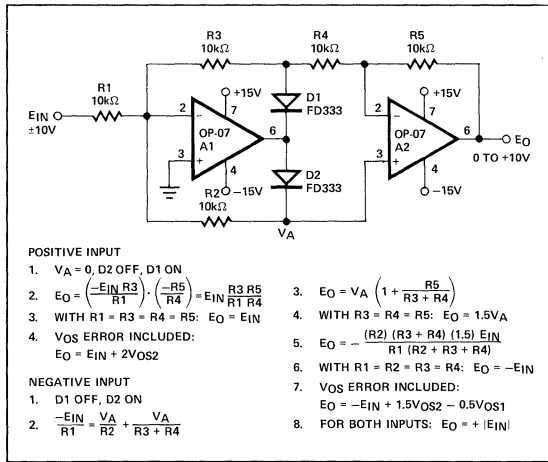 R3
10kΩ
R4
10kΩ
R5
10kΩ
R1
10kΩ
EIN
±10V
+15V
2
7
-
OP-07
A1
6
3
+
4
-15V
D1
FD333
D2
FD333
R2
10kΩ
VA
+15V
2
7
-
OP-07
A2
6
3
+
4
-15V
EO
0 TO +10V
POSITIVE INPUT
1. VA = 0, D2 OFF, D1 ON
2. EO = (-EIN R3 / R1) · (-R5 / R4) = EIN R3 R5 / R1 R4
3. WITH R1 = R3 = R4 = R5: EO = EIN
4. VOS ERROR INCLUDED:
EO = EIN + 2VOS2
NEGATIVE INPUT
1. D1 OFF, D2 ON
2. -EIN / R1 = VA / R2 + VA / R3 + R4
3. EO = VA (1 + R5 / R3 + R4)
4. WITH R3 = R4 = R5: EO = 1.5VA
5. EO = - (R2) (R3 + R4) (1.5) EIN / R1 (R2 + R3 + R4)
6. WITH R1 = R2 = R3 = R4: EO = -EIN
7. VOS ERROR INCLUDED:
EO = -EIN + 1.5VOS2 - 0.5VOS1
8. FOR BOTH INPUTS: EO = + |EIN|